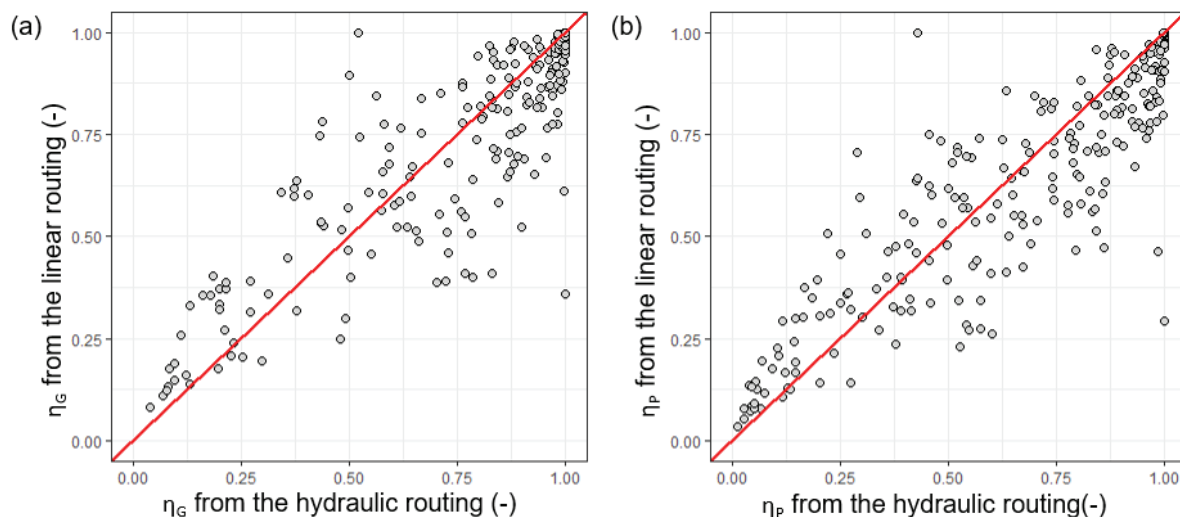 (a)
ηG from the linear routing (-)
1.00
0.75
0.50
0.25
0.00
0.00 0.25 0.50 0.75 1.00
ηG from the hydraulic routing (-)
(b)
ηP from the linear routing (-)
1.00
0.75
0.50
0.25
0.00
0.00 0.25 0.50 0.75 1.00
ηP from the hydraulic routing(-)